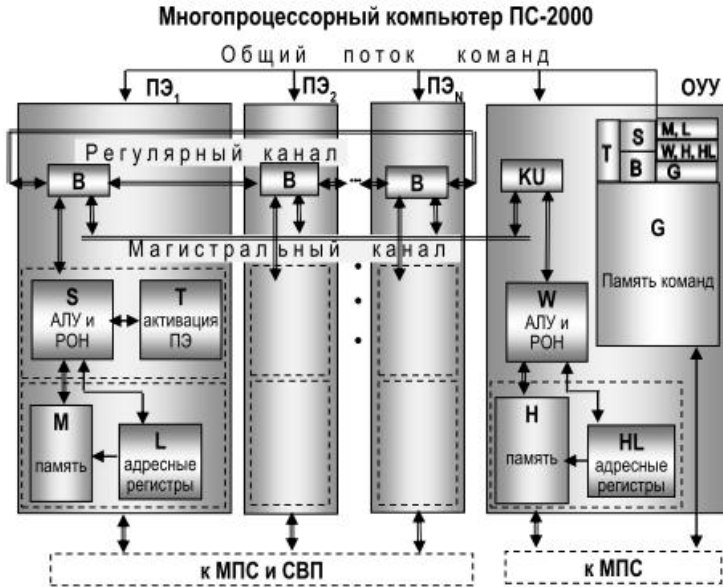 Многопроцессорный компьютер ПС-2000
Общий поток команд
ПЭ1
ПЭ2
ПЭN
ОУУ
Регулярный канал
B
B
...
B
KU
T
S
B
M, L
W, H, HL
G
G
Память команд
Магистральный канал
S
АЛУ и
РОН
T
активация
ПЭ
W
АЛУ и
РОН
M
память
L
адресные
регистры
H
память
HL
адресные
регистры
к МПС и СВП
к МПС